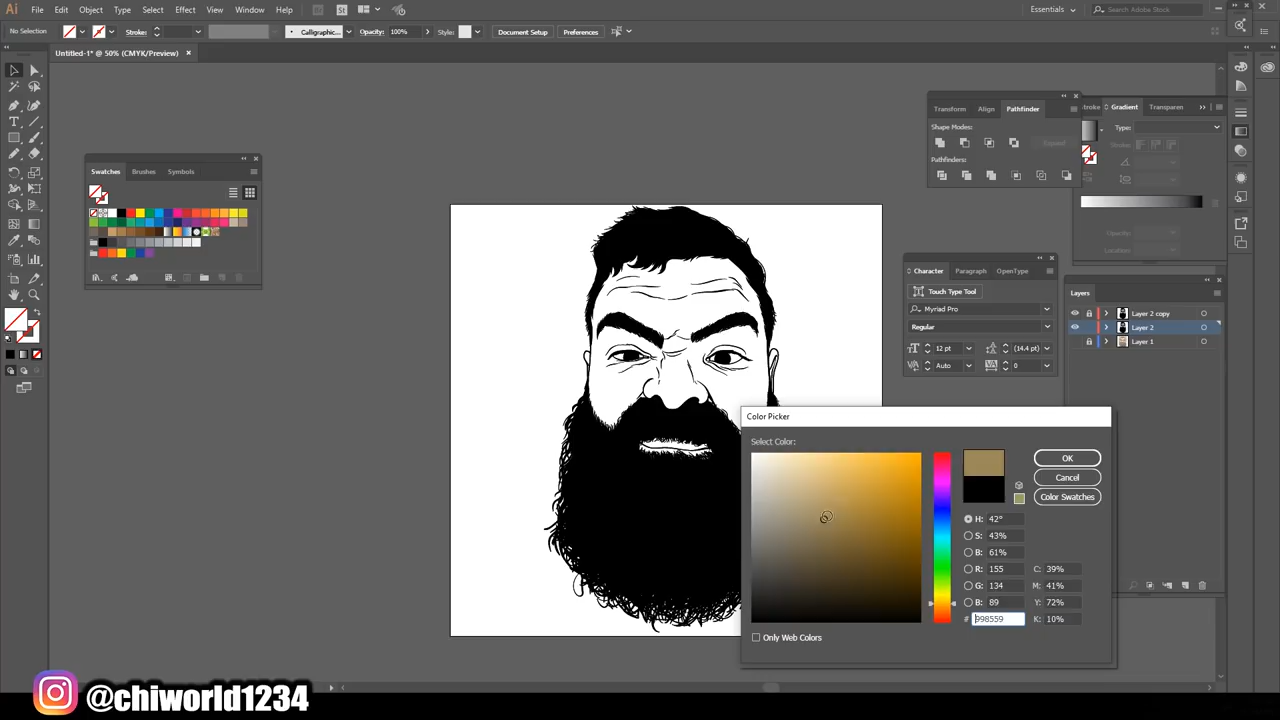 Ai File Edit Object Type Select Effect View Window Help Br St Essentials Search Adobe Stock
No Selection Stroke: Calligraphic... Opacity: 100% Style: Document Setup Preferences
Untitled-1* @ 50% (CMYK/Preview)
Transform Align Pathfinder
Shape Modes:
Expand
Pathfinders:
stroke Gradient Transparen
Type:
Stroke:
Opacity:
Location:
Swatches Brushes Symbols
Character Paragraph OpenType
Touch Type Tool
Myriad Pro
Regular
12 pt (14.4 pt)
Auto 0
Layers
Layer 2 copy
Layer 2
Layer 1
Color Picker
Select Color:
OK
Cancel
Color Swatches
H: 42°
S: 43%
B: 61%
R: 155 C: 39%
G: 134 M: 41%
B: 89 Y: 72%
# 998559 K: 10%
Only Web Colors
@chiworld1234